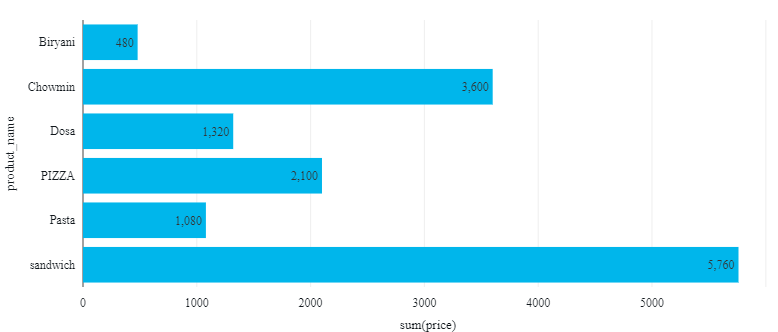 product_name
Biryani 480
Chowmin 3,600
Dosa 1,320
PIZZA 2,100
Pasta 1,080
sandwich 5,760
0 1000 2000 3000 4000 5000
sum(price)